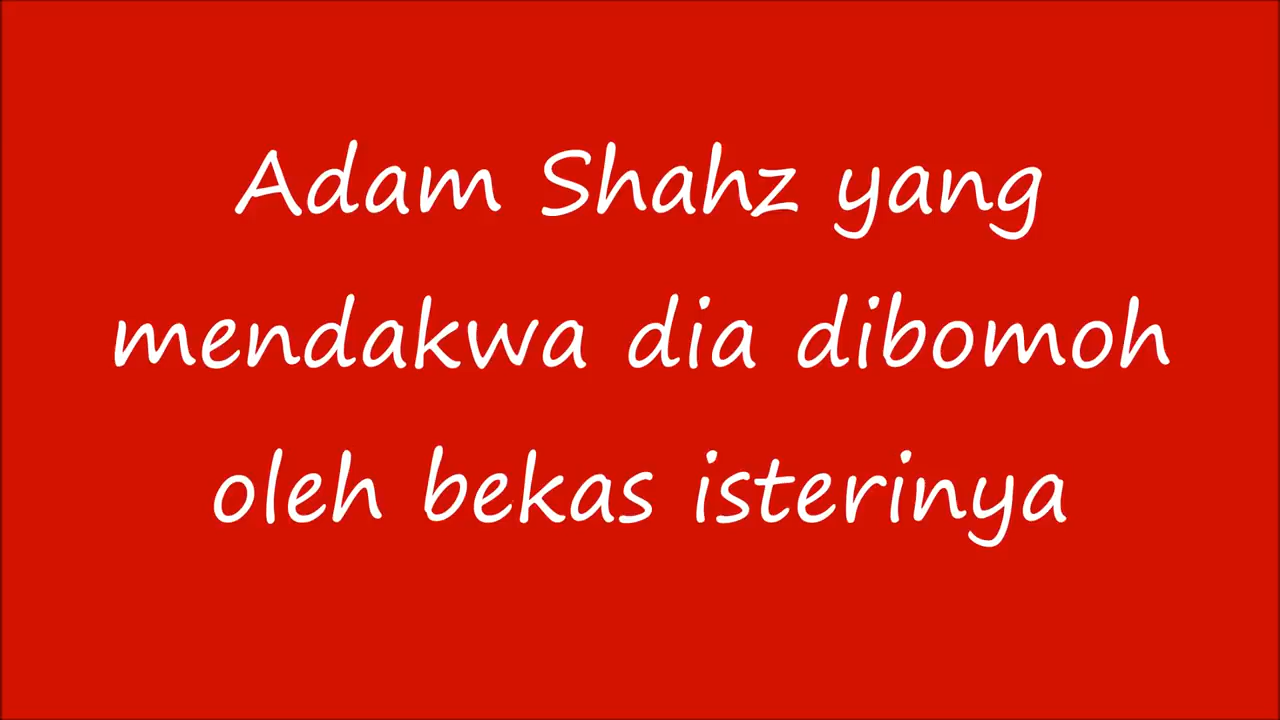 Adam Shahz yang
mendakwa dia dibomoh
oleh bekas isterinya